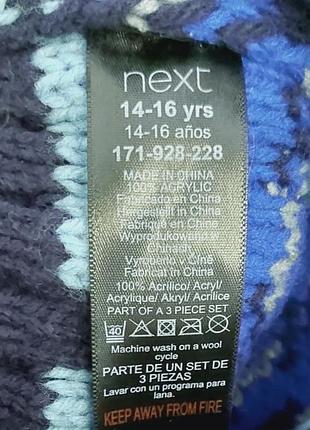 next
14-16 yrs
14-16 años
171-928-228
MADE IN CHINA
100% ACRYLIC
Fabricado en China
Hergestellt in China
Fabriqué en Chine
Wyprodukowano w
Chinach
Vyrobeno v Číně
Fabricat in China
100% Acrílico/ Acryl/
Acrylique/ Akryl/ Acrilice
PART OF A 3 PIECE SET
40
Machine wash on a wool
cycle
PARTE DE UN SET DE
3 PIEZAS
Lavar con un programa para
lana.
KEEP AWAY FROM FIRE